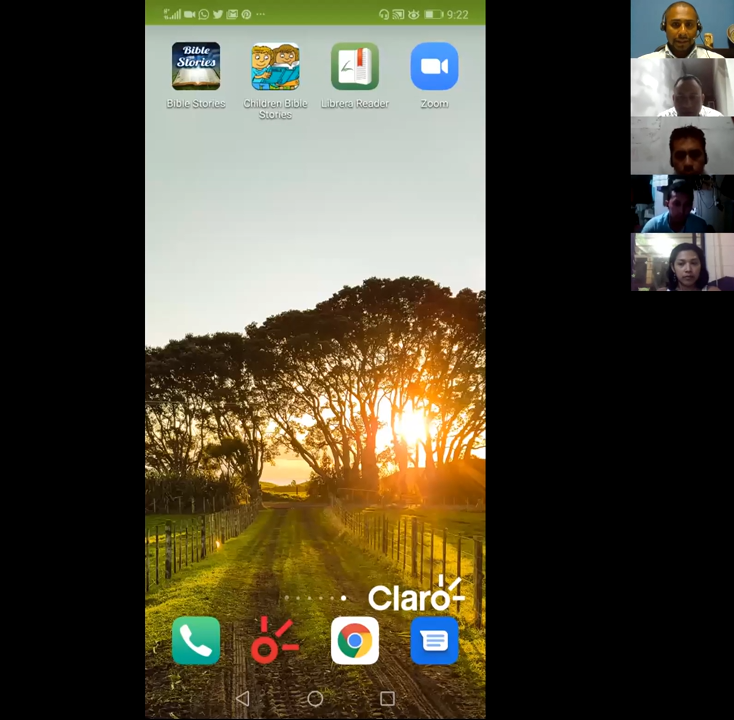 9:22
Bible Stories
Bible Stories
Children Bible Stories
Librera Reader
Zoom
Claro